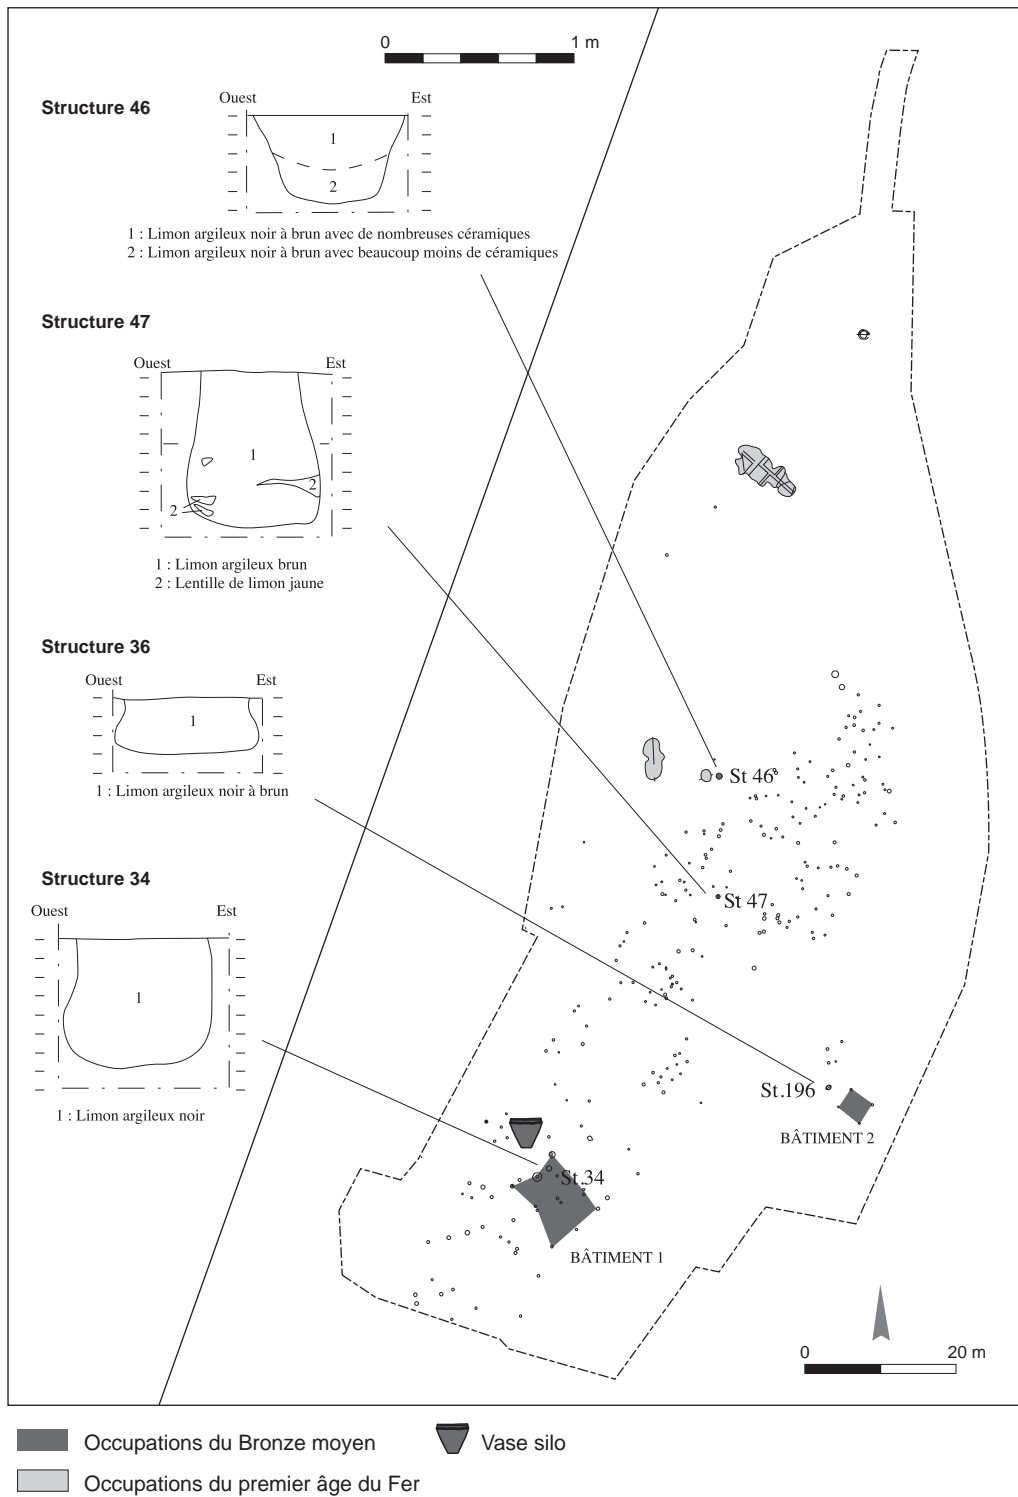 0 1 m
Structure 46
Ouest Est
1
2
1 : Limon argileux noir à brun avec de nombreuses céramiques
2 : Limon argileux noir à brun avec beaucoup moins de céramiques
Structure 47
Ouest Est
1
2
2
1 : Limon argileux brun
2 : Lentille de limon jaune
Structure 36
Ouest Est
1
1 : Limon argileux noir à brun
Structure 34
Ouest Est
1
1 : Limon argileux noir
St 46
St 47
St.196
BÂTIMENT 2
St.34
BÂTIMENT 1
0 20 m
Occupations du Bronze moyen
Vase silo
Occupations du premier âge du Fer